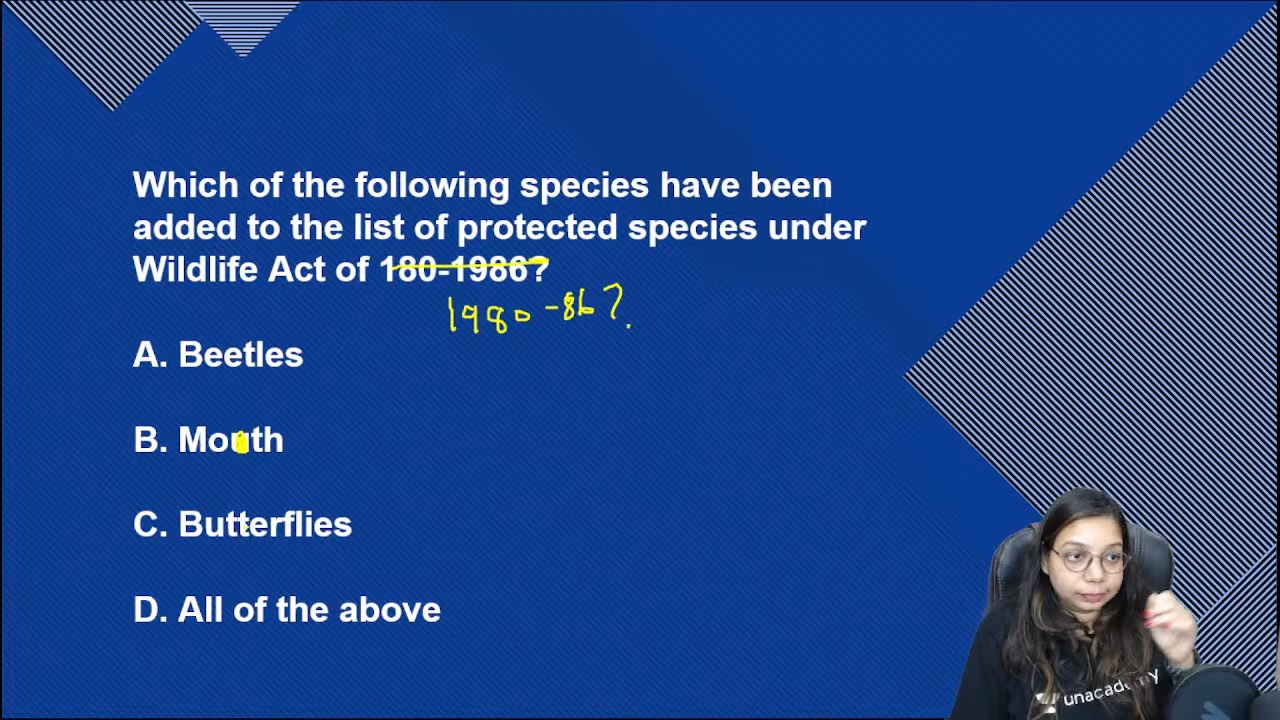 Which of the following species have been
added to the list of protected species under
Wildlife Act of 180-1986?
1980-86?
A. Beetles
B. Mouth
C. Butterflies
D. All of the above
unacademy